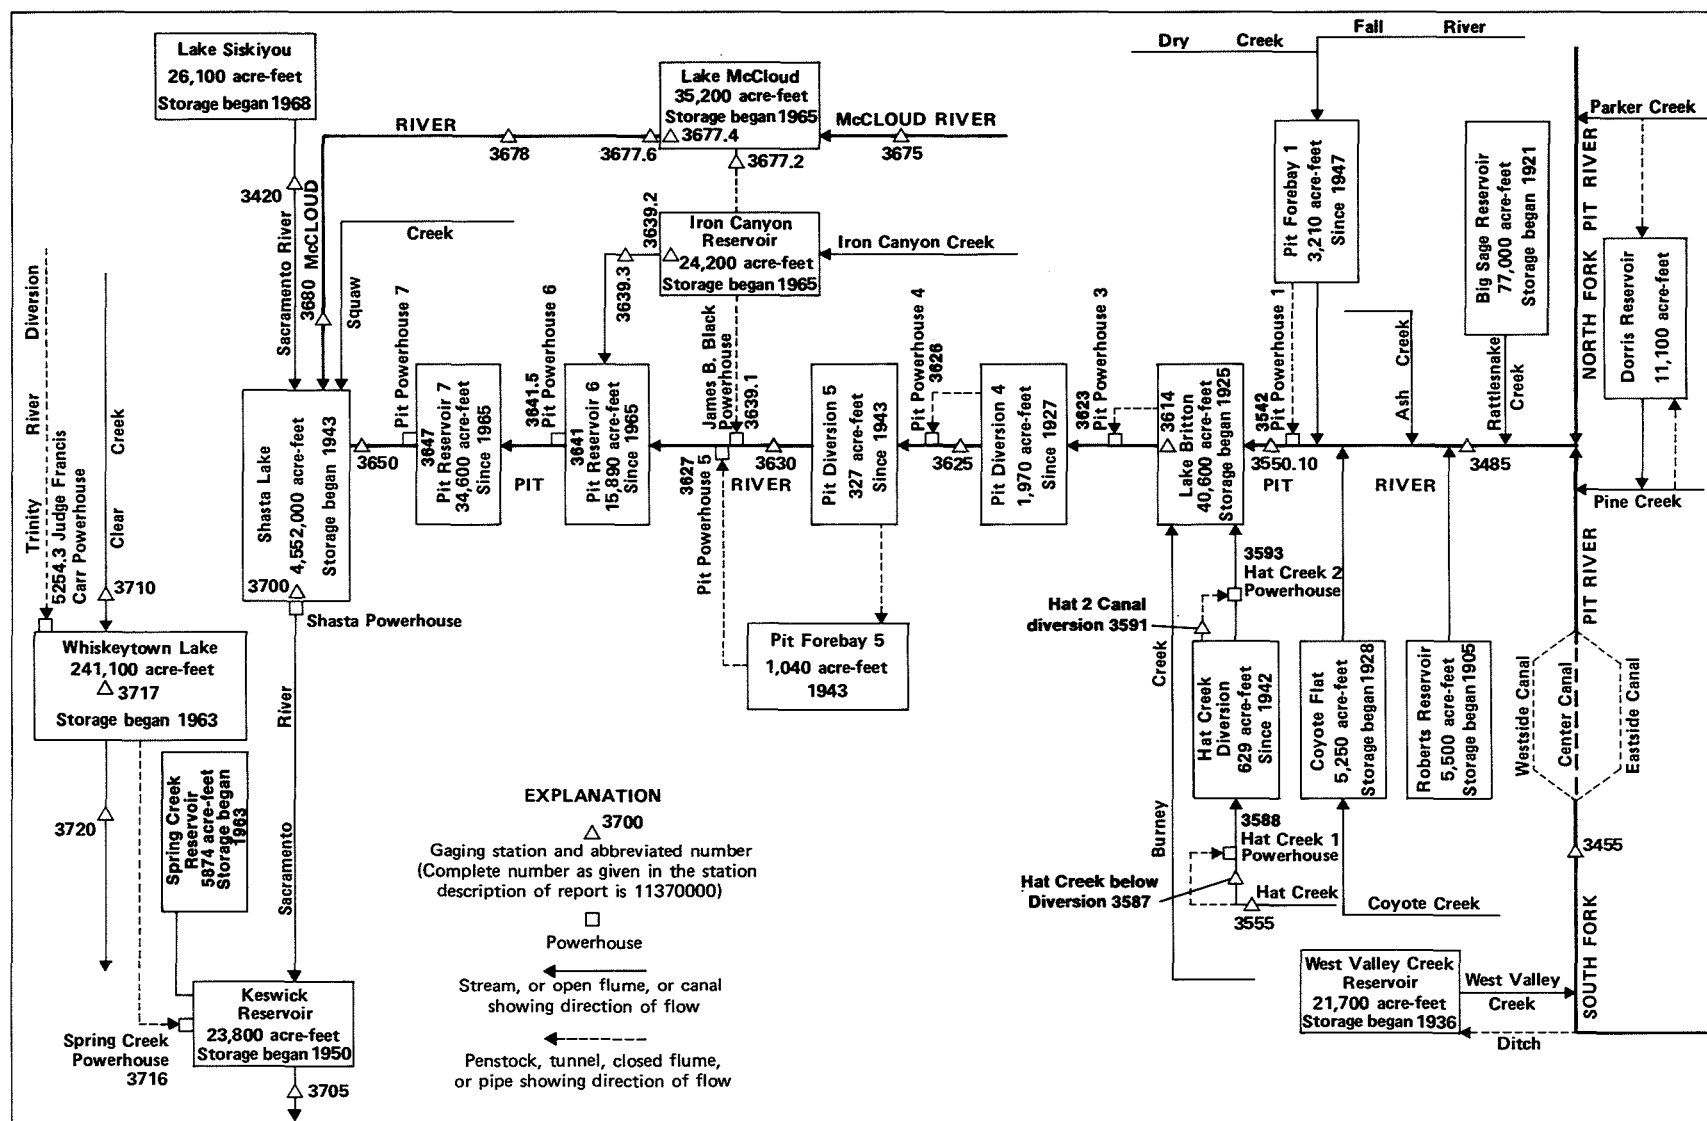 Lake Siskiyou
26,100 acre-feet
Storage began 1968
3420
Sacramento River
RIVER
3680 McCLOUD
3678
3677.6
Lake McCloud
35,200 acre-feet
Storage began 1965
3677.4
McCLOUD RIVER
3675
3677.2
Creek
Squaw
Iron Canyon
Reservoir
24,200 acre-feet
Storage began 1965
3639.2
3639.3
Iron Canyon Creek
James B. Black
Powerhouse
3639.1
Dry Creek
Fall River
Pit Forebay 1
3,210 acre-feet
Since 1947
Big Sage Reservoir
77,000 acre-feet
Storage began 1921
Rattlesnake
Creek
NORTH FORK PIT RIVER
Parker Creek
Dorris Reservoir
11,100 acre-feet
Pine Creek
Ash Creek
Pit Powerhouse 1
3542
3550.10
PIT RIVER
3485
Lake Britton
40,600 acre-feet
Storage began 1925
3614
Pit Powerhouse 3
3623
Pit Diversion 4
1,970 acre-feet
Since 1927
3625
Pit Powerhouse 4
3626
Pit Diversion 5
327 acre-feet
Since 1943
3630
PIT RIVER
3627
Pit Powerhouse 5
Pit Forebay 5
1,040 acre-feet
1943
3641
Pit Reservoir 6
15,890 acre-feet
Since 1965
3641.5
Pit Powerhouse 6
3647
Pit Reservoir 7
34,600 acre-feet
Since 1965
Pit Powerhouse 7
3650
Shasta Lake
4,552,000 acre-feet
Storage began 1943
3700
Shasta Powerhouse
Sacramento River
Trinity River Diversion
5254.3 Judge Francis
Carr Powerhouse
Clear Creek
3710
Whiskeytown Lake
241,100 acre-feet
3717
Storage began 1963
3720
Spring Creek
Reservoir
5874 acre-feet
Storage began
1963
Keswick
Reservoir
23,800 acre-feet
Storage began 1950
Spring Creek
Powerhouse
3716
3705
EXPLANATION
3700
Gaging station and abbreviated number
(Complete number as given in the station
description of report is 11370000)
Powerhouse
Stream, or open flume, or canal
showing direction of flow
Penstock, tunnel, closed flume,
or pipe showing direction of flow
3593
Hat Creek 2
Powerhouse
Hat 2 Canal
diversion 3591
Hat Creek
Diversion
629 acre-feet
Since 1942
3588
Hat Creek 1
Powerhouse
Hat Creek below
Diversion 3587
Hat Creek
3555
Burney Creek
Coyote Flat
5,250 acre-feet
Storage began 1928
Coyote Creek
Roberts Reservoir
5,500 acre-feet
Storage began 1905
PIT RIVER
Westside Canal
Center Canal
Eastside Canal
3455
SOUTH FORK
West Valley Creek
Reservoir
21,700 acre-feet
Storage began 1936
West Valley
Creek
Ditch